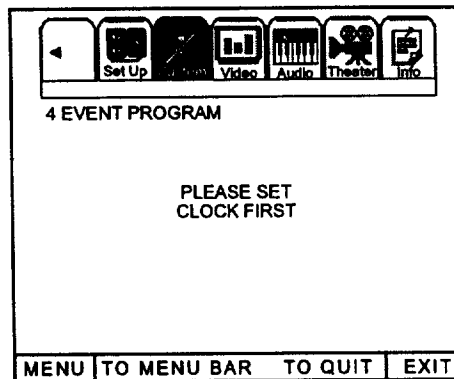 Set Up Video Audio Theater Info
4 EVENT PROGRAM
PLEASE SET
CLOCK FIRST
MENU TO MENU BAR TO QUIT EXIT